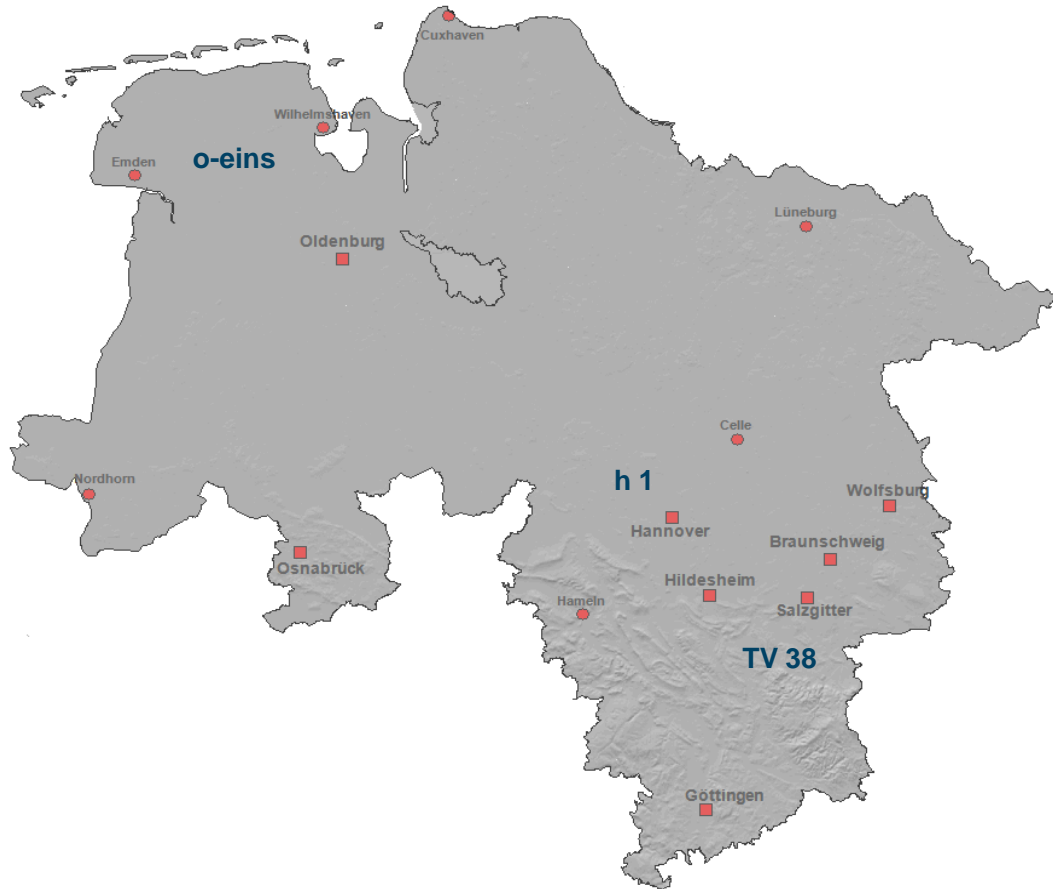 Cuxhaven
Wilhelmshaven
o-eins
Emden
Lüneburg
Oldenburg
Celle
h 1
Nordhorn
Wolfsburg
Hannover
Braunschweig
Osnabrück
Hildesheim
Hameln
Salzgitter
TV 38
Göttingen